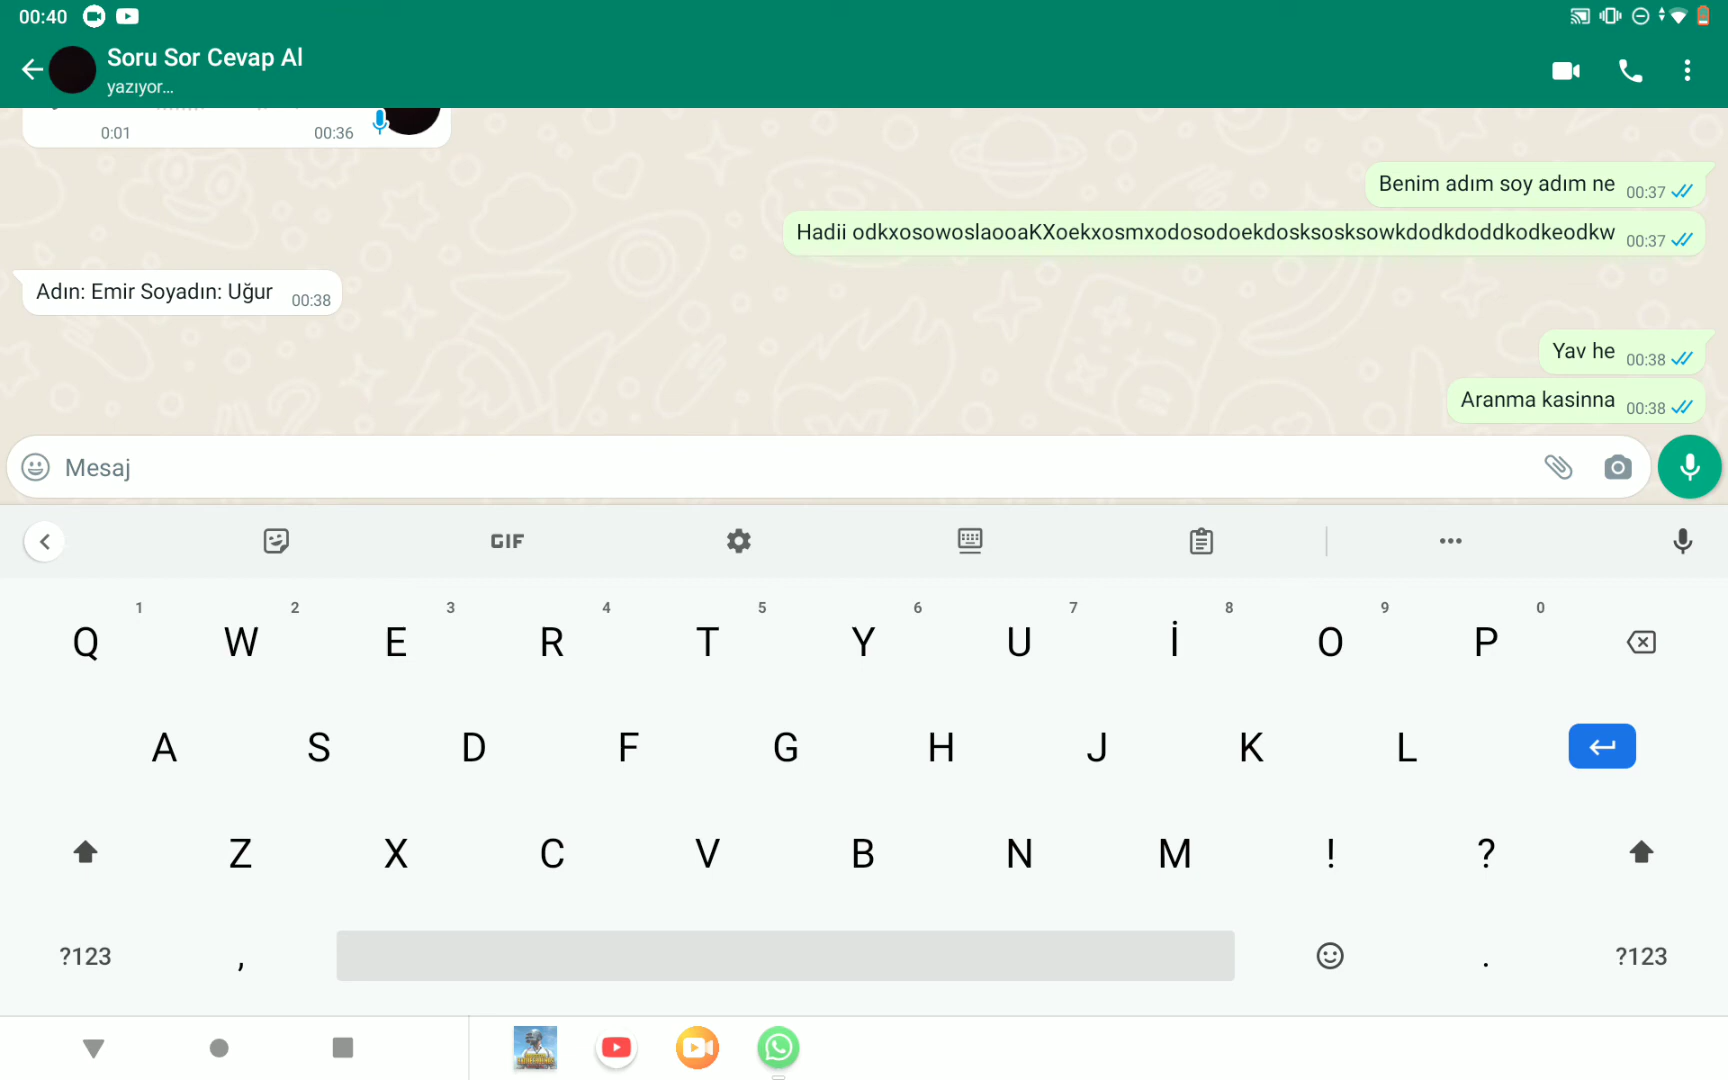 00:40
Soru Sor Cevap Al
yazıyor...
0:01 00:36
Benim adım soy adım ne 00:37
Hadii odkxosowoslaooaKXoekxosmxodosodoekdosksosksowkdodkdoddkodkeodkw 00:37
Adın: Emir Soyadın: Uğur 00:38
Yav he 00:38
Aranma kasinna 00:38
Mesaj
GIF
1 2 3 4 5 6 7 8 9 0
Q W E R T Y U İ O P
A S D F G H J K L
Z X C V B N M ! ?
?123 , . ?123